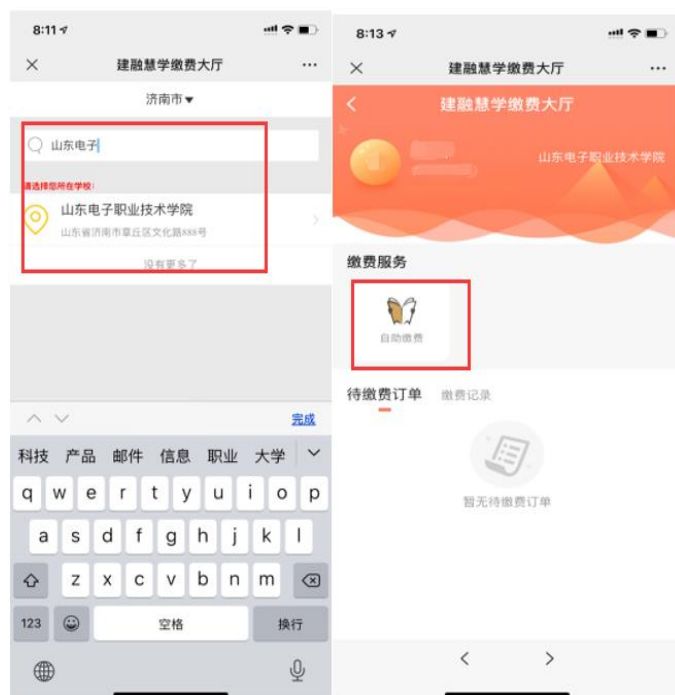 8:11
建融慧学缴费大厅
济南市▼
山东电子
请选择您所在学校:
山东电子职业技术学院
山东省济南市章丘区文化路888号
没有更多了
完成
科技 产品 邮件 信息 职业 大学
q w e r t y u i o p
a s d f g h j k l
z x c v b n m
123 空格 换行
8:13
建融慧学缴费大厅
建融慧学缴费大厅
山东电子职业技术学院
缴费服务
自助缴费
待缴费订单 缴费记录
暂无待缴费订单